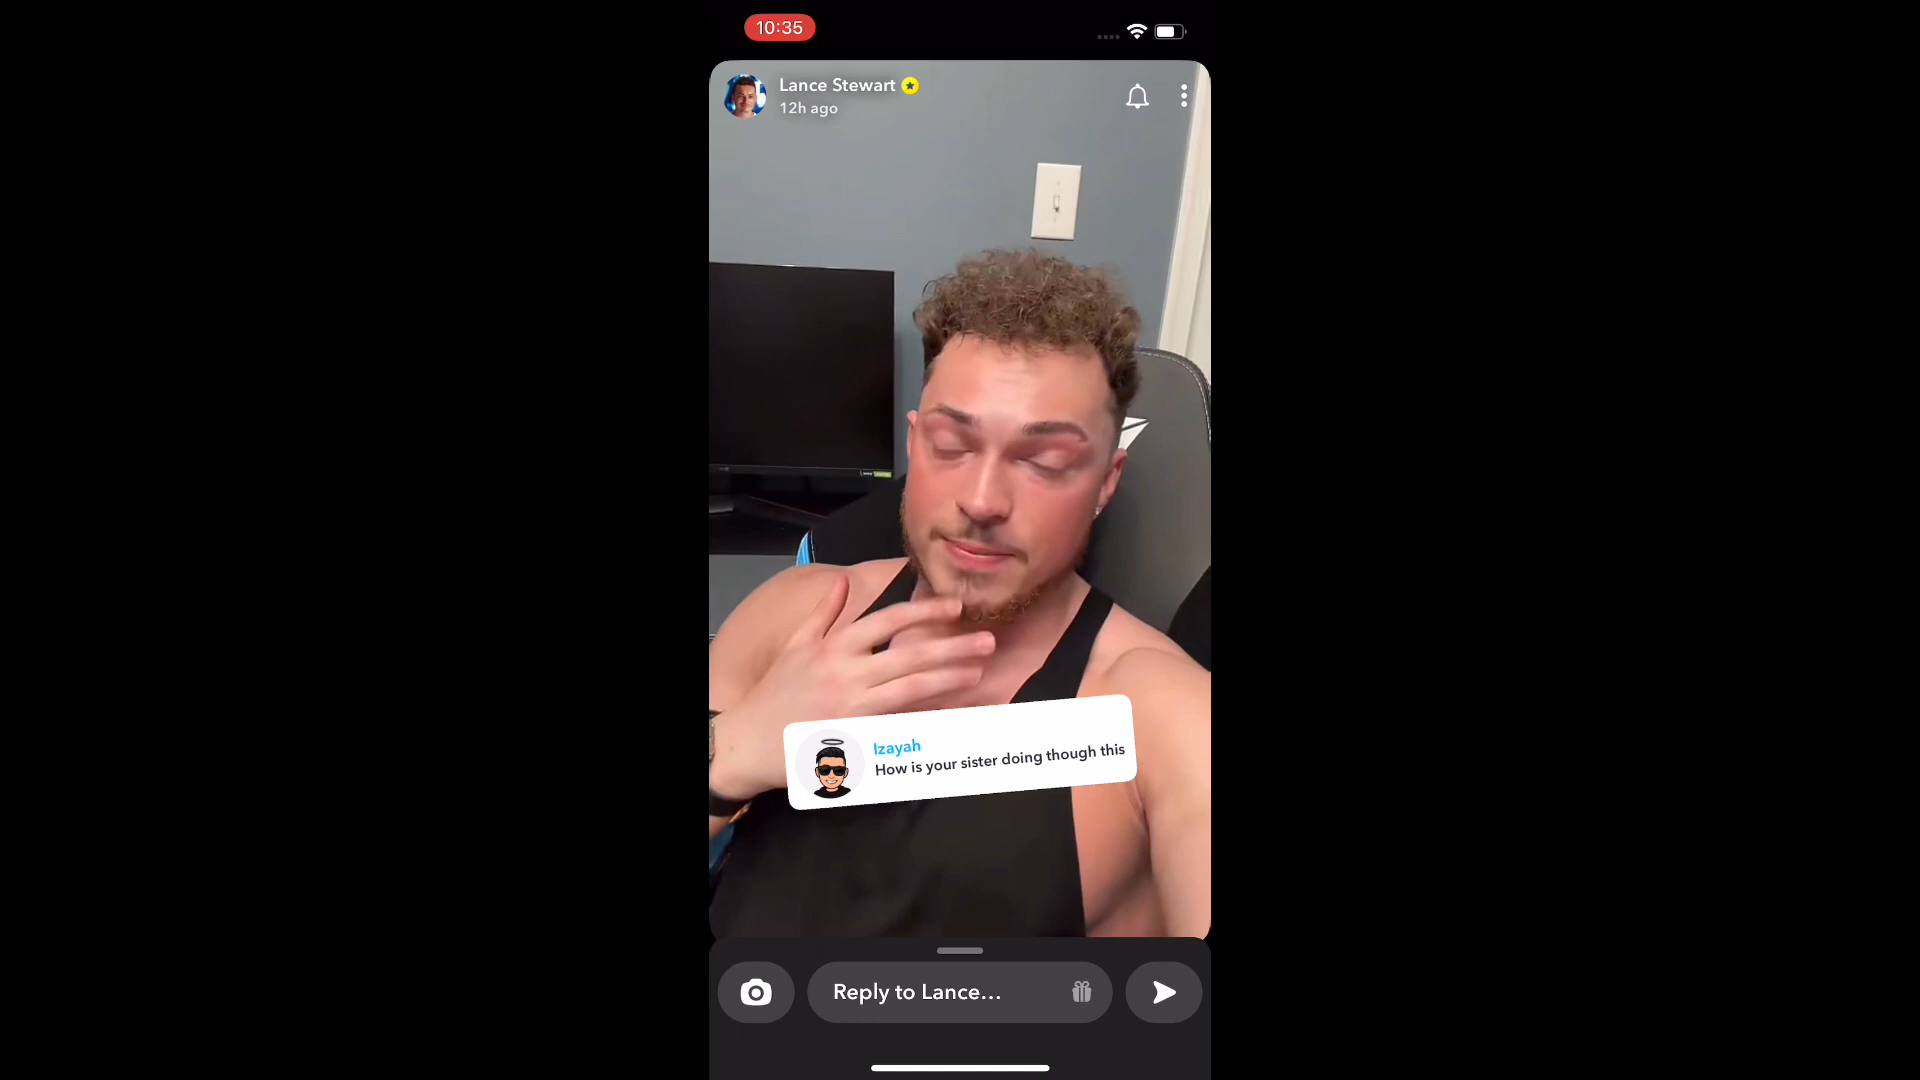 10:35
Lance Stewart
12h ago
Izayah
How is your sister doing though this
Reply to Lance...